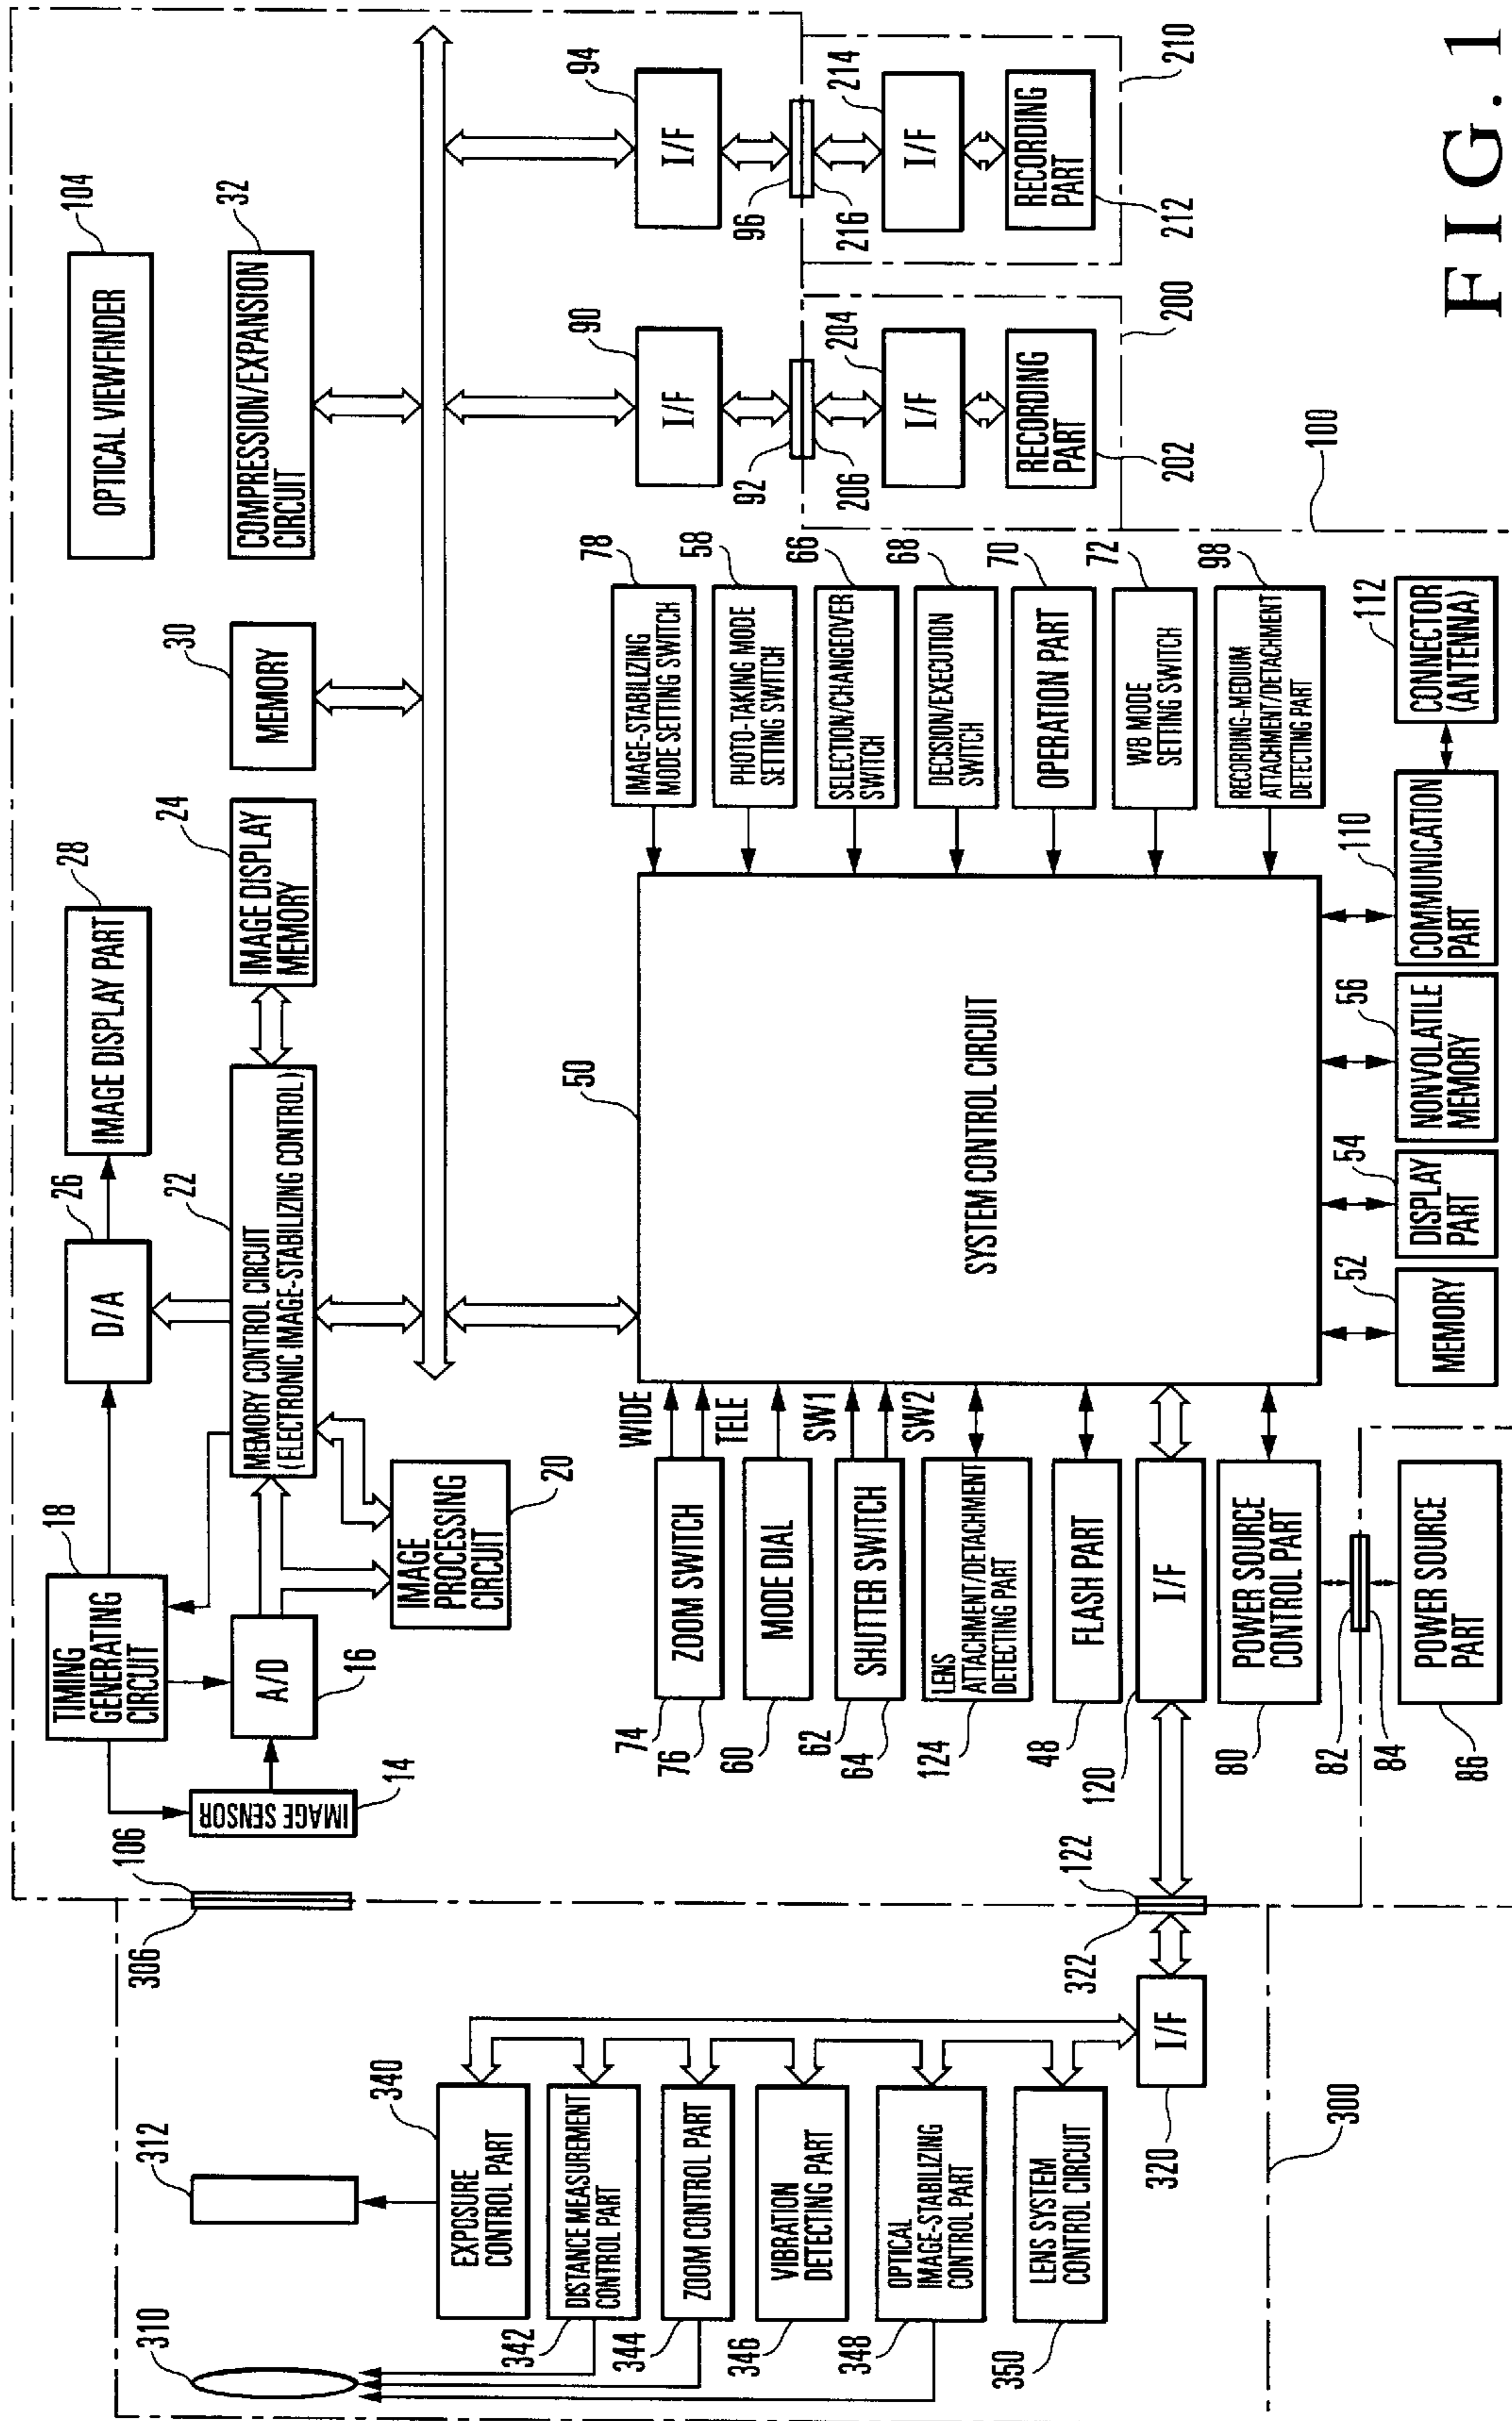 104
OPTICAL VIEWFINDER
32
COMPRESSION/EXPANSION
CIRCUIT
30
MEMORY
24
IMAGE DISPLAY
MEMORY
28
IMAGE DISPLAY PART
26
D/A
22
MEMORY CONTROL CIRCUIT
(ELECTRONIC IMAGE-STABILIZING CONTROL)
18
TIMING
GENERATING
CIRCUIT
A/D
16
20
IMAGE
PROCESSING
CIRCUIT
IMAGE SENSOR
14
106
306
312
310
94
I/F
96
216
214
I/F
RECORDING
PART
212
210
90
I/F
92
206
204
I/F
RECORDING
PART
202
200
78
IMAGE-STABILIZING
MODE SETTING SWITCH
58
PHOTO-TAKING MODE
SETTING SWITCH
66
SELECTION/CHANGEOVER
SWITCH
68
DECISION/EXECUTION
SWITCH
70
OPERATION PART
72
WB MODE
SETTING SWITCH
98
RECORDING-MEDIUM
ATTACHMENT/DETACHMENT
DETECTING PART
100
112
CONNECTOR
(ANTENNA)
110
COMMUNICATION
PART
56
NONVOLATILE
MEMORY
54
DISPLAY
PART
52
MEMORY
50
SYSTEM CONTROL CIRCUIT
WIDE
TELE
SW1
SW2
ZOOM SWITCH
74
76
MODE DIAL
60
SHUTTER SWITCH
62
64
LENS
ATTACHMENT/DETACHMENT
DETECTING PART
124
FLASH PART
48
I/F
120
POWER SOURCE
CONTROL PART
80
82
84
POWER SOURCE
PART
86
122
322
I/F
320
300
340
EXPOSURE
CONTROL PART
DISTANCE MEASUREMENT
CONTROL PART
342
ZOOM CONTROL PART
344
VIBRATION
DETECTING PART
346
OPTICAL
IMAGE-STABILIZING
CONTROL PART
348
LENS SYSTEM
CONTROL CIRCUIT
350
FIG. 1